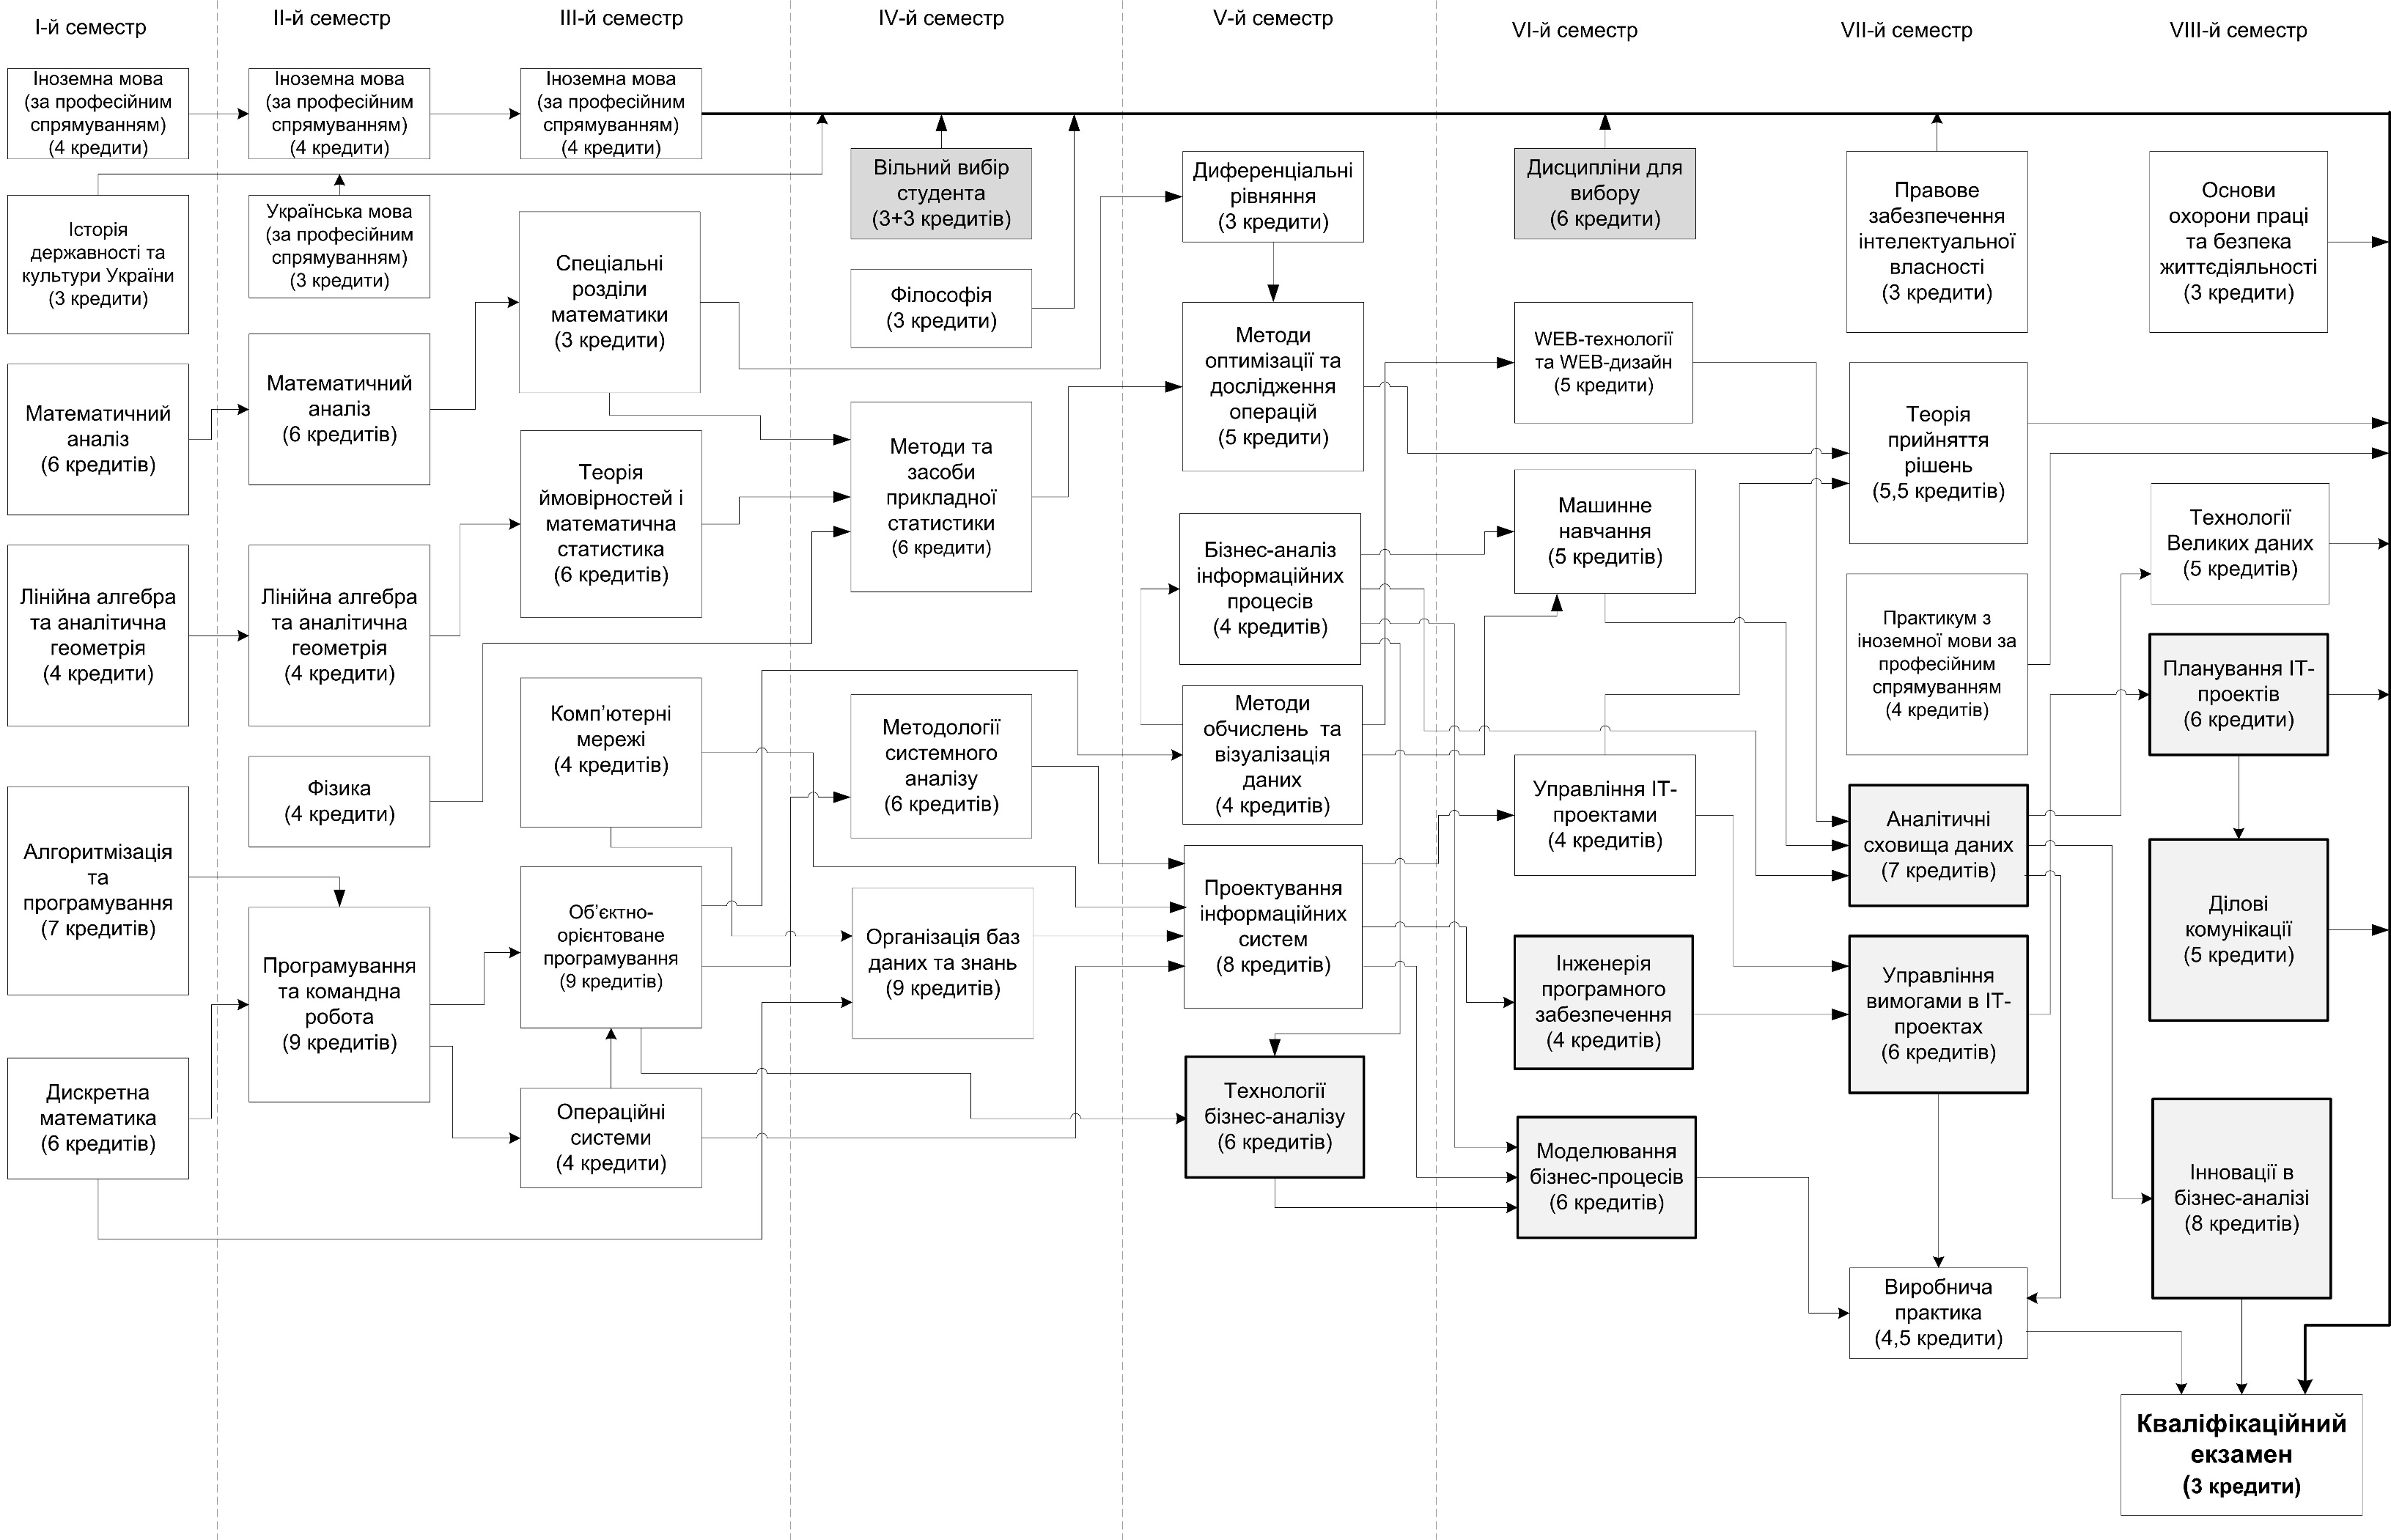 I-й семестр
II-й семестр
III-й семестр
IV-й семестр
V-й семестр
VI-й семестр
VII-й семестр
VIII-й семестр
Іноземна мова
(за професійним
спрямуванням)
(4 кредити)
Історія
державності та
культури України
(3 кредити)
Математичний
аналіз
(6 кредитів)
Лінійна алгебра
та аналітична
геометрія
(4 кредити)
Алгоритмізація
та
програмування
(7 кредитів)
Дискретна
математика
(6 кредитів)
Іноземна мова
(за професійним
спрямуванням)
(4 кредити)
Українська мова
(за професійним
спрямуванням)
(3 кредити)
Математичний
аналіз
(6 кредитів)
Лінійна алгебра
та аналітична
геометрія
(4 кредити)
Фізика
(4 кредити)
Програмування
та командна
робота
(9 кредитів)
Іноземна мова
(за професійним
спрямуванням)
(4 кредити)
Спеціальні
розділи
математики
(3 кредити)
Теорія
ймовірностей і
математична
статистика
(6 кредитів)
Комп’ютерні
мережі
(4 кредитів)
Об’єктно-
орієнтоване
програмування
(9 кредитів)
Операційні
системи
(4 кредити)
Вільний вибір
студента
(3+3 кредитів)
Філософія
(3 кредити)
Методи та
засоби
прикладної
статистики
(6 кредити)
Методології
системного
аналізу
(6 кредитів)
Організація баз
даних та знань
(9 кредитів)
Диференціальні
рівняння
(3 кредити)
Методи
оптимізації та
дослідження
операцій
(5 кредити)
Бізнес-аналіз
інформаційних
процесів
(4 кредитів)
Методи
обчислень та
візуалізація
даних
(4 кредитів)
Проектування
інформаційних
систем
(8 кредитів)
Технології
бізнес-аналізу
(6 кредитів)
Дисципліни для
вибору
(6 кредити)
WEB-технології
та WEB-дизайн
(5 кредити)
Машинне
навчання
(5 кредитів)
Управління ІТ-
проектами
(4 кредитів)
Інженерія
програмного
забезпечення
(4 кредитів)
Моделювання
бізнес-процесів
(6 кредитів)
Правове
забезпечення
інтелектуальної
власності
(3 кредити)
Теорія
прийняття
рішень
(5,5 кредитів)
Практикум з
іноземної мови за
професійним
спрямуванням
(4 кредитів)
Аналітичні
сховища даних
(7 кредитів)
Управління
вимогами в ІТ-
проектах
(6 кредитів)
Виробнича
практика
(4,5 кредити)
Основи
охорони праці
та безпека
життєдіяльності
(3 кредити)
Технології
Великих даних
(5 кредитів)
Планування ІТ-
проектів
(6 кредити)
Ділові
комунікації
(5 кредити)
Інновації в
бізнес-аналізі
(8 кредитів)
Кваліфікаційний
екзамен
(3 кредити)